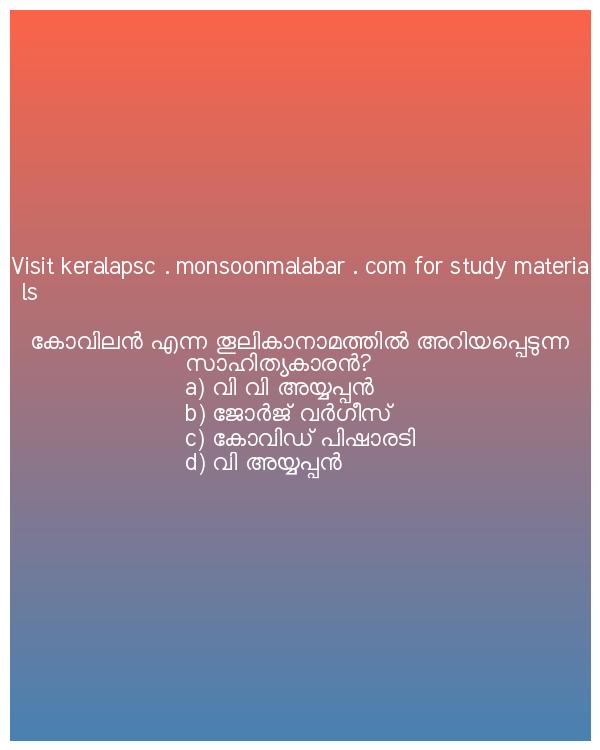 Visit keralapsc . monsoonmalabar . com for study materia
ls
കോവിലൻ എന്ന തൂലികാനാമത്തിൽ അറിയപ്പെടുന്ന
സാഹിത്യകാരൻ?
a) വി വി അയ്യപ്പൻ
b) ജോർജ് വർഗീസ്
c) കോവിഡ് പിഷാരടി
d) വി അയ്യപ്പൻ